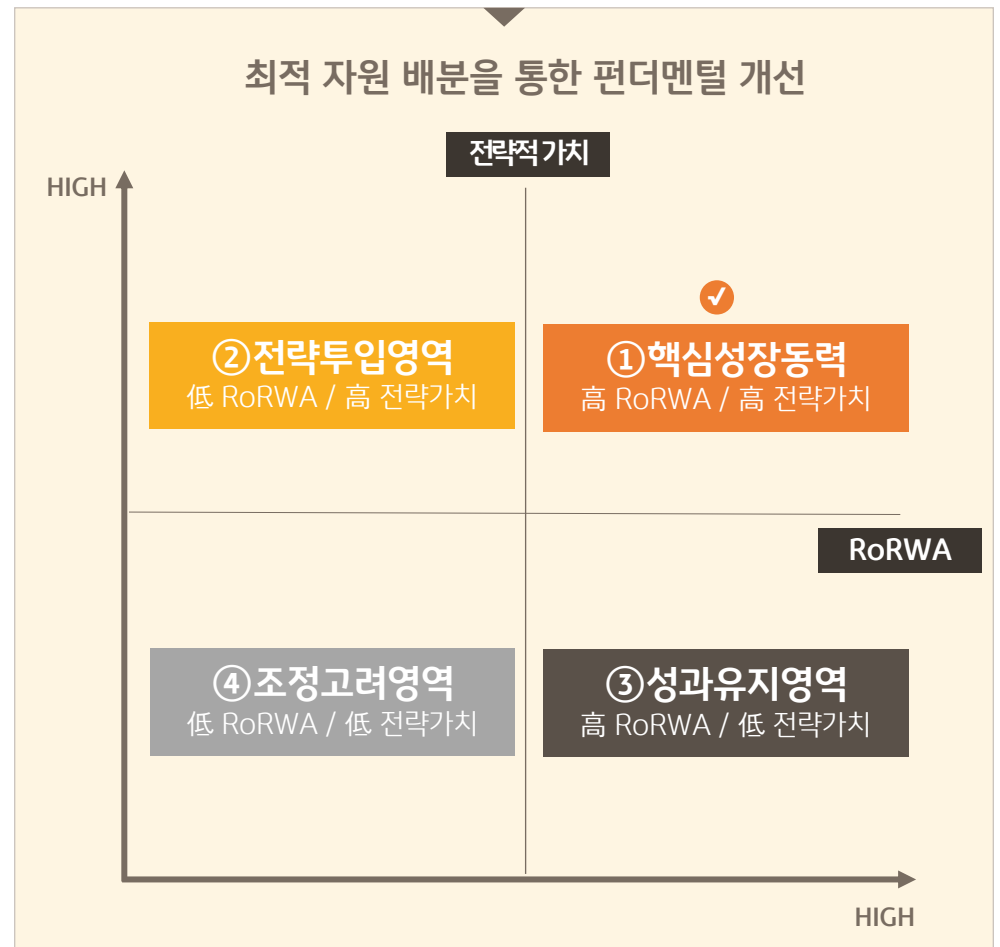 최적 자원 배분을 통한 펀더멘털 개선
전략적 가치
HIGH
②전략투입영역
低 RoRWA / 高 전략가치
①핵심성장동력
高 RoRWA / 高 전략가치
RoRWA
④조정고려영역
低 RoRWA / 低 전략가치
③성과유지영역
高 RoRWA / 低 전략가치
HIGH